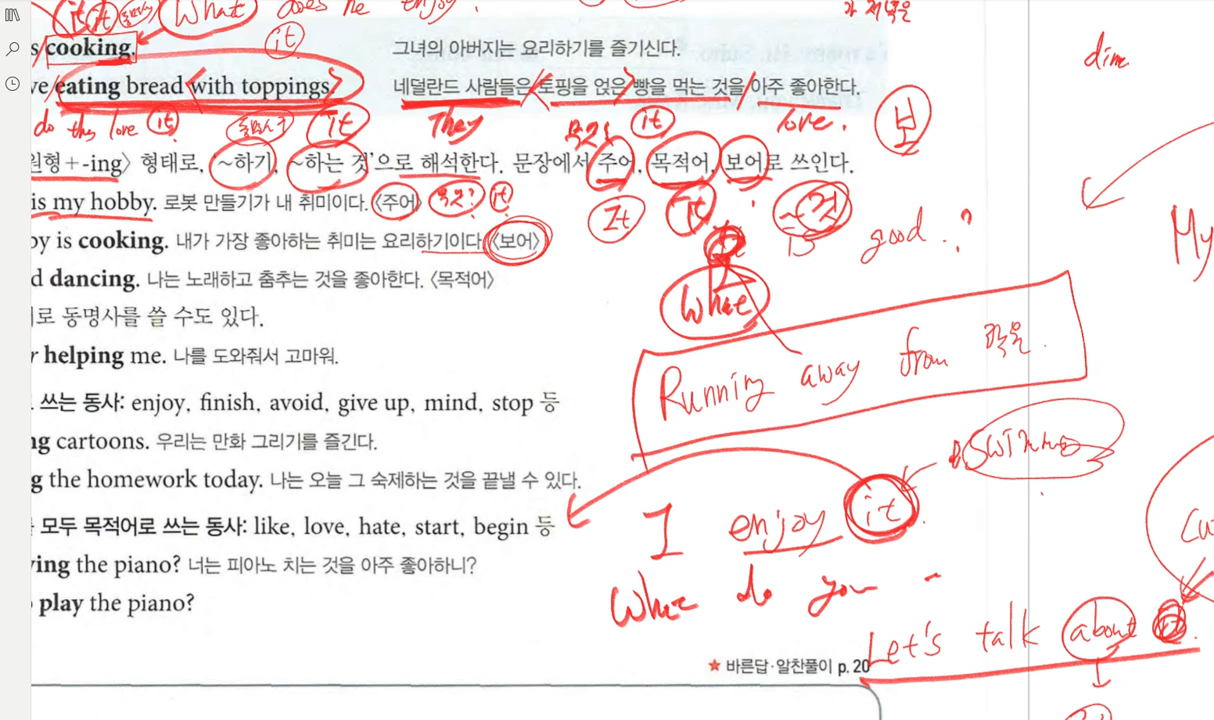 it it What does he enjoy?
s cooking. it 그녀의 아버지는 요리하기를 즐기신다. dime
ve eating bread with toppings. 네덜란드 사람들은 토핑을 얹은 빵을 먹는 것을 아주 좋아한다.
do they love it it They it love. 보
원형+-ing> 형태로, '~하기, ~하는 것'으로 해석한다. 문장에서 주어, 목적어, 보어로 쓰인다.
is my hobby. 로봇 만들기가 내 취미이다. <주어> it It it ~것
by is cooking. 내가 가장 좋아하는 취미는 요리하기이다. <보어> is good.? My
d dancing. 나는 노래하고 춤추는 것을 좋아한다. <목적어>
What
로 동명사를 쓸 수도 있다.
r helping me. 나를 도와줘서 고마워.
Running away from
쓰는 동사: enjoy, finish, avoid, give up, mind, stop 등
ng cartoons. 우리는 만화 그리기를 즐긴다.
g the homework today. 나는 오늘 그 숙제하는 것을 끝낼 수 있다.
I enjoy it.
모두 목적어로 쓰는 동사: like, love, hate, start, begin 등
ying the piano? 너는 피아노 치는 것을 아주 좋아하니?
What do you
play the piano?
Let's talk about it.
★ 바른답·알찬풀이 p. 20